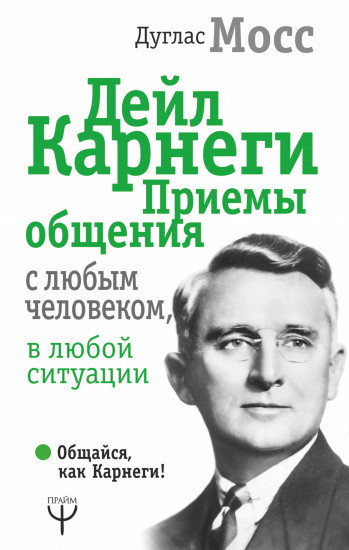 Дуглас Мосс
Дейл
Карнеги
Приемы
общения
с любым
человеком,
в любой
ситуации
Общайся,
как Карнеги!
ПРАЙМ